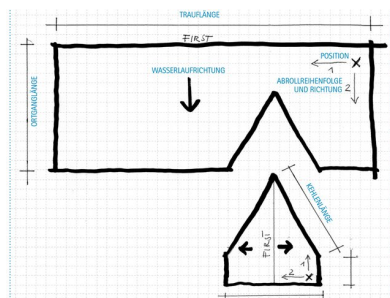 TRAUFLÄNGE
FIRST
POSITION
1
WASSERLAUFRICHTUNG
ABROLLREIHENFOLGE
UND RICHTUNG 2
ORTGANGLÄNGE
KEHLENLÄNGE
FIRST
1
2